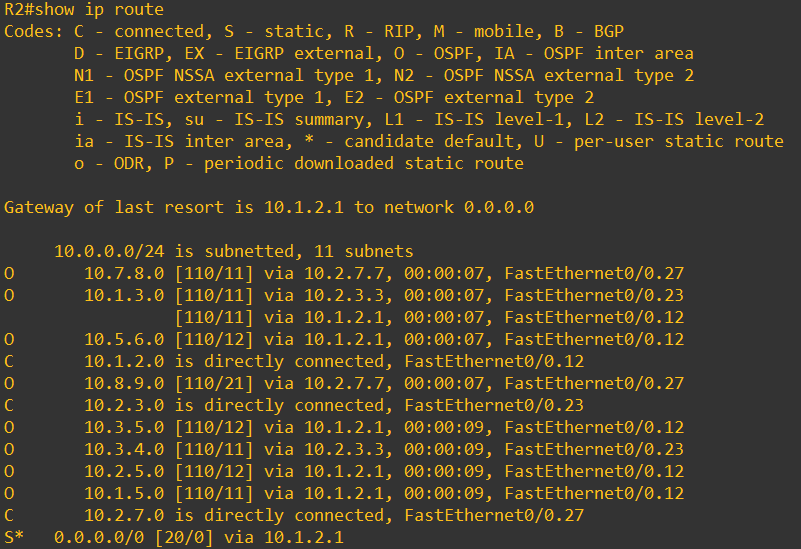 R2#show ip route
Codes: C - connected, S - static, R - RIP, M - mobile, B - BGP
       D - EIGRP, EX - EIGRP external, O - OSPF, IA - OSPF inter area
       N1 - OSPF NSSA external type 1, N2 - OSPF NSSA external type 2
       E1 - OSPF external type 1, E2 - OSPF external type 2
       i - IS-IS, su - IS-IS summary, L1 - IS-IS level-1, L2 - IS-IS level-2
       ia - IS-IS inter area, * - candidate default, U - per-user static route
       o - ODR, P - periodic downloaded static route

Gateway of last resort is 10.1.2.1 to network 0.0.0.0

     10.0.0.0/24 is subnetted, 11 subnets
O       10.7.8.0 [110/11] via 10.2.7.7, 00:00:07, FastEthernet0/0.27
O       10.1.3.0 [110/11] via 10.2.3.3, 00:00:07, FastEthernet0/0.23
                 [110/11] via 10.1.2.1, 00:00:07, FastEthernet0/0.12
O       10.5.6.0 [110/12] via 10.1.2.1, 00:00:07, FastEthernet0/0.12
C       10.1.2.0 is directly connected, FastEthernet0/0.12
O       10.8.9.0 [110/21] via 10.2.7.7, 00:00:07, FastEthernet0/0.27
C       10.2.3.0 is directly connected, FastEthernet0/0.23
O       10.3.5.0 [110/12] via 10.1.2.1, 00:00:09, FastEthernet0/0.12
O       10.3.4.0 [110/11] via 10.2.3.3, 00:00:09, FastEthernet0/0.23
O       10.2.5.0 [110/12] via 10.1.2.1, 00:00:09, FastEthernet0/0.12
O       10.1.5.0 [110/11] via 10.1.2.1, 00:00:09, FastEthernet0/0.12
C       10.2.7.0 is directly connected, FastEthernet0/0.27
S*   0.0.0.0/0 [20/0] via 10.1.2.1